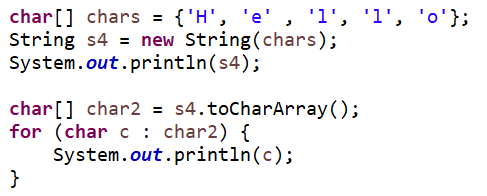 char[] chars = {'H', 'e' , 'l', 'l', 'o'};
String s4 = new String(chars);
System.out.println(s4);

char[] char2 = s4.toCharArray();
for (char c : char2) {
    System.out.println(c);
}